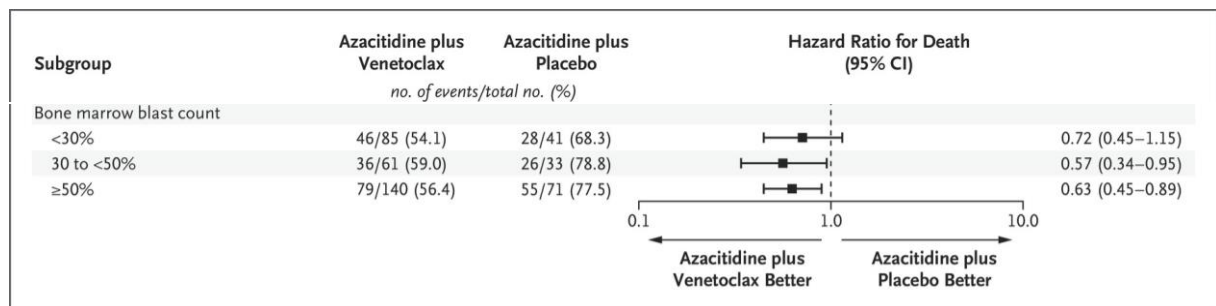 Subgroup Azacitidine plus Venetoclax Azacitidine plus Placebo Hazard Ratio for Death (95% CI)
no. of events/total no. (%)
Bone marrow blast count
<30% 46/85 (54.1) 28/41 (68.3) 0.72 (0.45–1.15)
30 to <50% 36/61 (59.0) 26/33 (78.8) 0.57 (0.34–0.95)
≥50% 79/140 (56.4) 55/71 (77.5) 0.63 (0.45–0.89)
0.1 1.0 10.0
Azacitidine plus Venetoclax Better Azacitidine plus Placebo Better